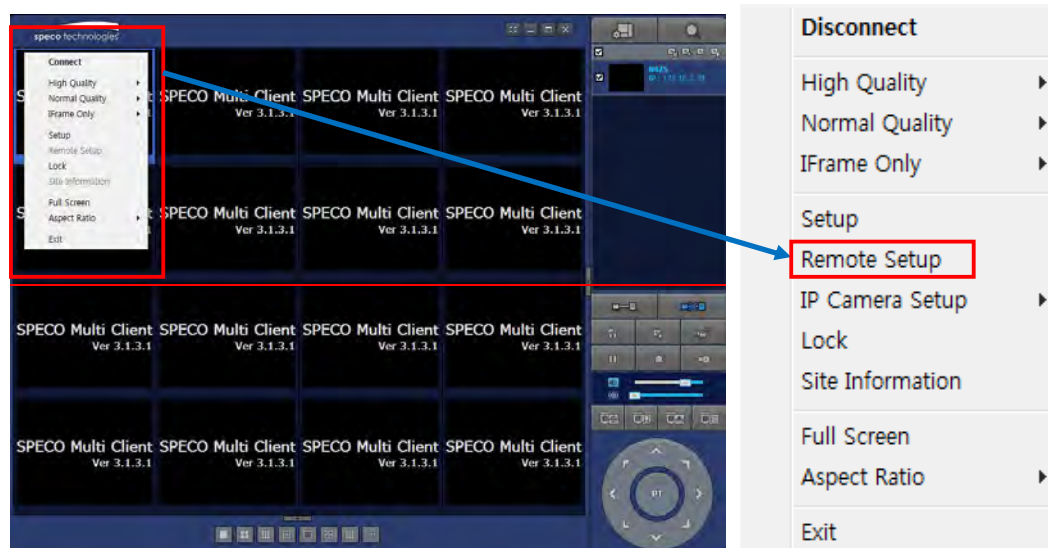 speco technologies
Connect
High Quality
Normal Quality
IFrame Only
Setup
Remote Setup
Lock
Site Information
Full Screen
Aspect Ratio
Exit
SPECO Multi Client SPECO Multi Client SPECO Multi Client
Ver 3.1.3.1 Ver 3.1.3.1 Ver 3.1.3.1
SPECO Multi Client SPECO Multi Client SPECO Multi Client
Ver 3.1.3.1 Ver 3.1.3.1 Ver 3.1.3.1
SPECO Multi Client SPECO Multi Client SPECO Multi Client SPECO Multi Client
Ver 3.1.3.1 Ver 3.1.3.1 Ver 3.1.3.1 Ver 3.1.3.1
SPECO Multi Client SPECO Multi Client SPECO Multi Client SPECO Multi Client
Ver 3.1.3.1 Ver 3.1.3.1 Ver 3.1.3.1 Ver 3.1.3.1
Disconnect
High Quality
Normal Quality
IFrame Only
Setup
Remote Setup
IP Camera Setup
Lock
Site Information
Full Screen
Aspect Ratio
Exit